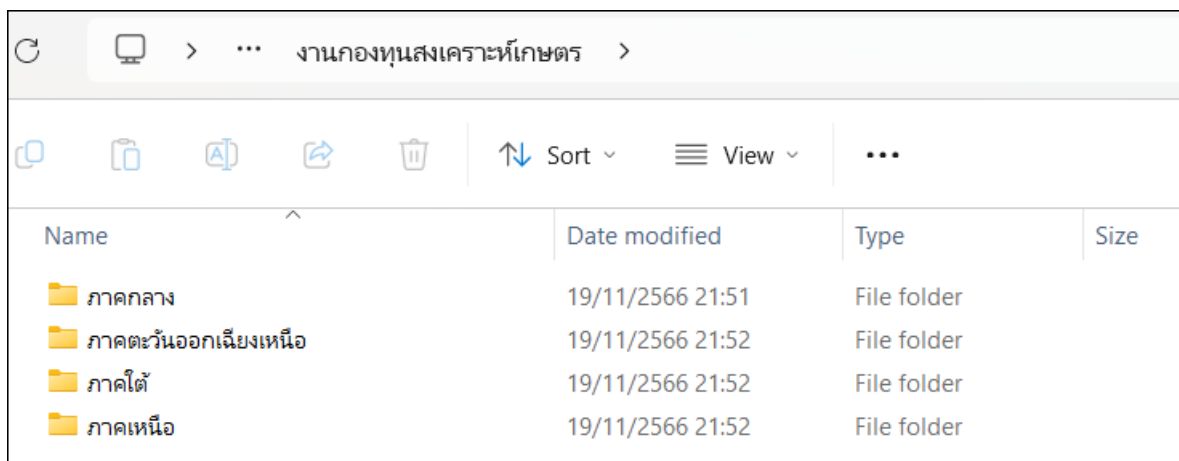 งานกองทุนสงเคราะห์เกษตร
Sort View
Name Date modified Type Size
ภาคกลาง 19/11/2566 21:51 File folder
ภาคตะวันออกเฉียงเหนือ 19/11/2566 21:52 File folder
ภาคใต้ 19/11/2566 21:52 File folder
ภาคเหนือ 19/11/2566 21:52 File folder